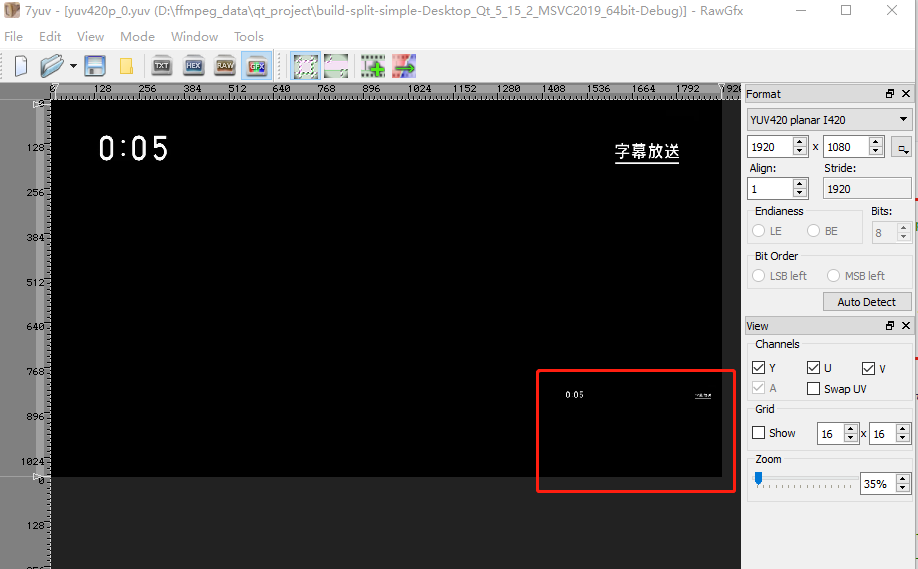 7yuv - [yuv420p_0.yuv (D:\ffmpeg_data\qt_project\build-split-simple-Desktop_Qt_5_15_2_MSVC2019_64bit-Debug)] - RawGfx
File Edit View Mode Window Tools
TXT HEX RAW GFX
0 128 256 384 512 640 768 896 1024 1152 1280 1408 1536 1664 1792 1920
0
128
256
384
512
640
768
896
1024
0
128
0:05
字幕放送
0:05
字幕放送
Format
YUV420 planar I420
1920 x 1080
Align: Stride:
1 1920
Endianess Bits:
LE BE 8
Bit Order
LSB left MSB left
Auto Detect
View
Channels
Y U V
A Swap UV
Grid
Show 16 x 16
Zoom
35%